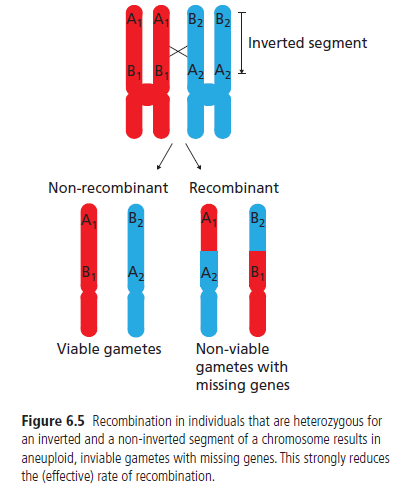 A1 A1 B2 B2
Inverted segment
B1 B1 A2 A2
Non-recombinant Recombinant
A1 B2 A1 B2
B1 A2 A2 B1
Viable gametes
Non-viable
gametes with
missing genes
Figure 6.5 Recombination in individuals that are heterozygous for
an inverted and a non-inverted segment of a chromosome results in
aneuploid, inviable gametes with missing genes. This strongly reduces
the (effective) rate of recombination.